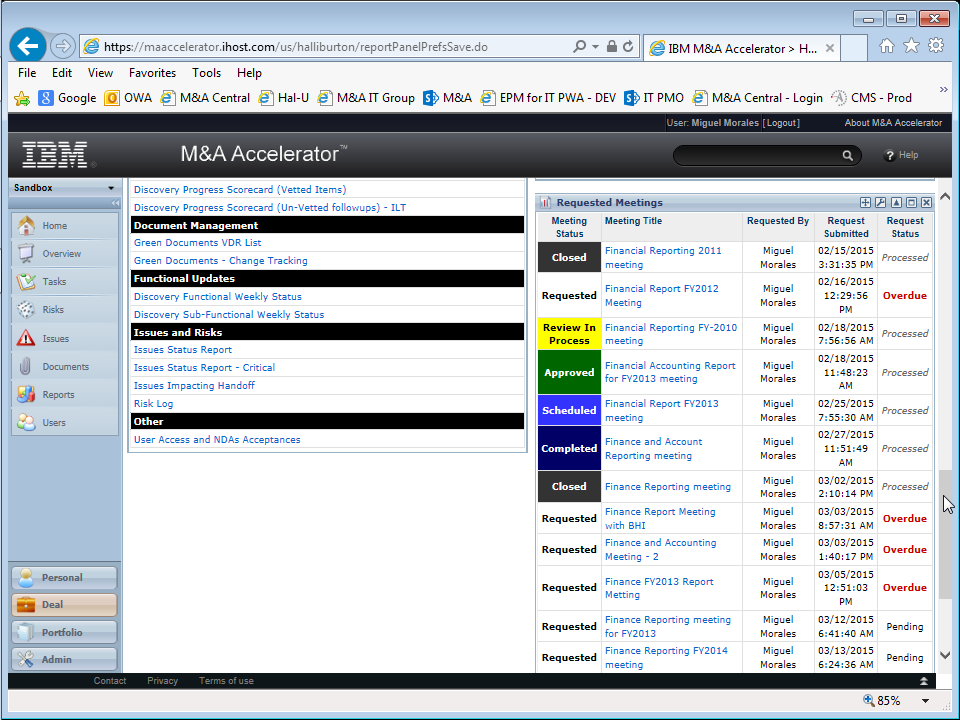 https://maaccelerator.ihost.com/us/halliburton/reportPanelPrefsSave.do
IBM M&A Accelerator > H...
File Edit View Favorites Tools Help
Google OWA M&A Central Hal-U M&A IT Group M&A EPM for IT PWA - DEV IT PMO M&A Central - Login CMS - Prod
User: Miguel Morales [Logout] About M&A Accelerator
IBM M&A Accelerator™ Help
Sandbox
Home
Overview
Tasks
Risks
Issues
Documents
Reports
Users
Personal
Deal
Portfolio
Admin
Discovery Progress Scorecard (Vetted Items)
Discovery Progress Scorecard (Un-Vetted followups) - ILT
Document Management
Green Documents VDR List
Green Documents - Change Tracking
Functional Updates
Discovery Functional Weekly Status
Discovery Sub-Functional Weekly Status
Issues and Risks
Issues Status Report
Issues Status Report - Critical
Issues Impacting Handoff
Risk Log
Other
User Access and NDAs Acceptances
Requested Meetings
Meeting Meeting Title Requested By Request Request
Status Submitted Status
Closed Financial Reporting 2011 Miguel 02/15/2015 Processed
meeting Morales 3:31:35 PM
Requested Financial Report FY2012 Miguel 02/16/2015 Overdue
Meeting Morales 12:29:56
PM
Review In Financial Reporting FY-2010 Miguel 02/18/2015 Processed
Process meeting Morales 7:56:56 AM
Approved Financial Accounting Report Miguel 02/18/2015 Processed
for FY2013 meeting Morales 11:48:23
AM
Scheduled Financial Report FY2013 Miguel 02/25/2015 Processed
meeting Morales 7:55:30 AM
Completed Finance and Account Miguel 02/27/2015 Processed
Reporting meeting Morales 11:51:49
AM
Closed Finance Reporting meeting Miguel 03/02/2015 Processed
Morales 2:10:14 PM
Requested Finance Report Meeting Miguel 03/03/2015 Overdue
with BHI Morales 8:57:31 AM
Requested Finance and Accounting Miguel 03/03/2015 Overdue
Meeting - 2 Morales 1:40:17 PM
Requested Finance FY2013 Report Miguel 03/05/2015 Overdue
Metting Morales 12:51:03
PM
Requested Finance Reporting meeting Miguel 03/12/2015 Pending
for FY2013 Morales 6:41:40 AM
Requested Finance Reporting FY2014 Miguel 03/13/2015 Pending
meeting Morales 6:24:36 AM
Contact Privacy Terms of use
85%